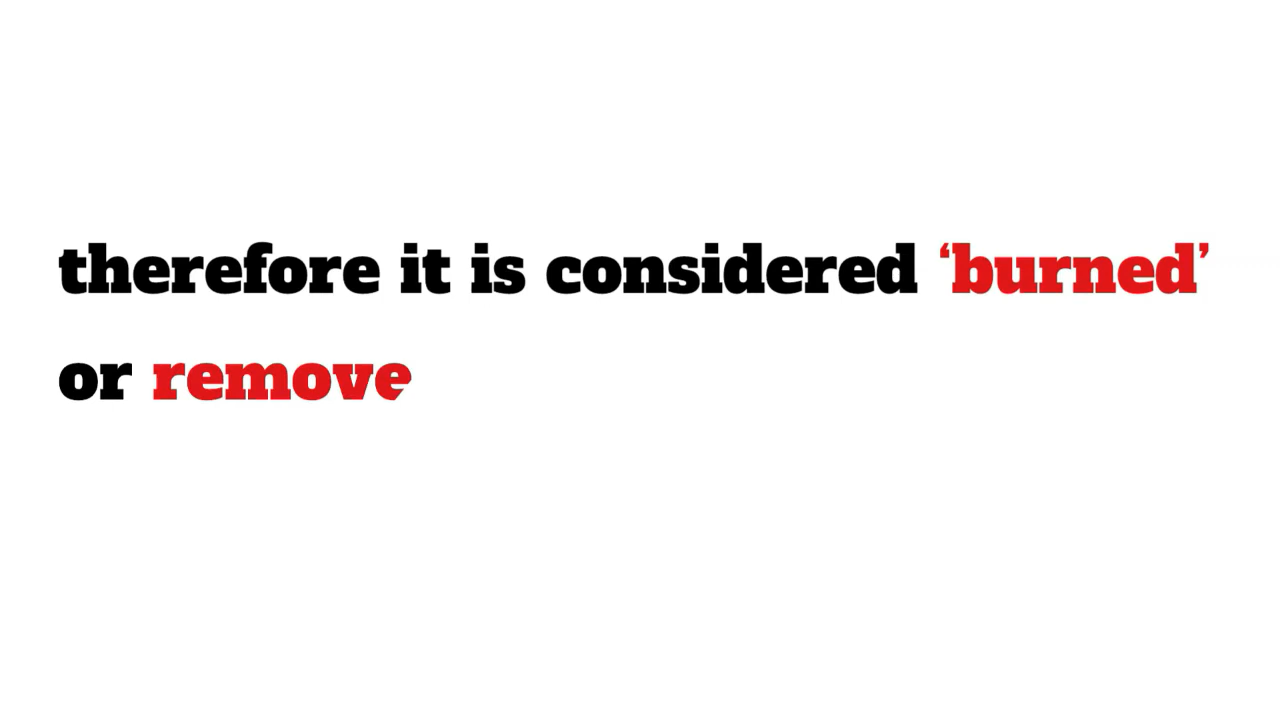 therefore it is considered ‘burned’
or remove